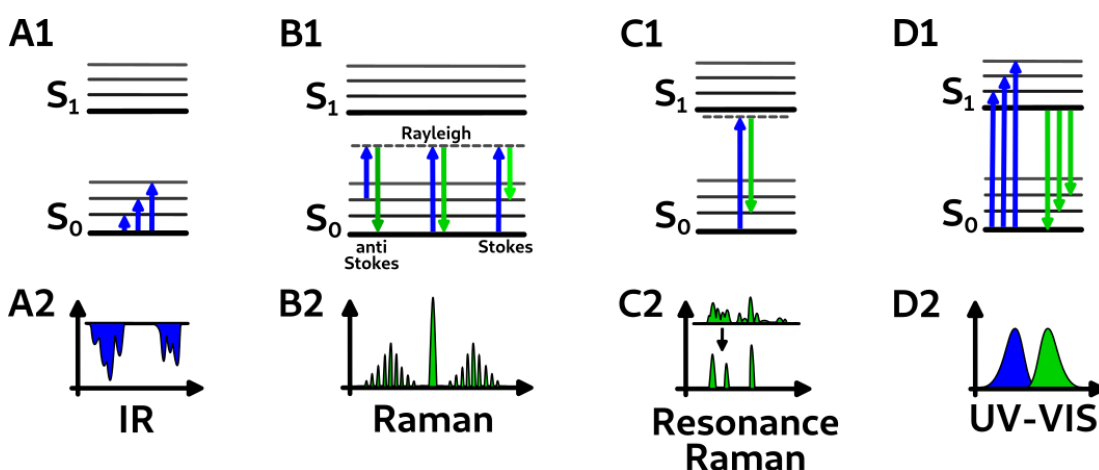 A1
B1
C1
D1
S1
S1
S1
S1
Rayleigh
S0
S0
S0
S0
anti
Stokes
Stokes
A2
B2
C2
D2
IR
Raman
Resonance
Raman
UV-VIS